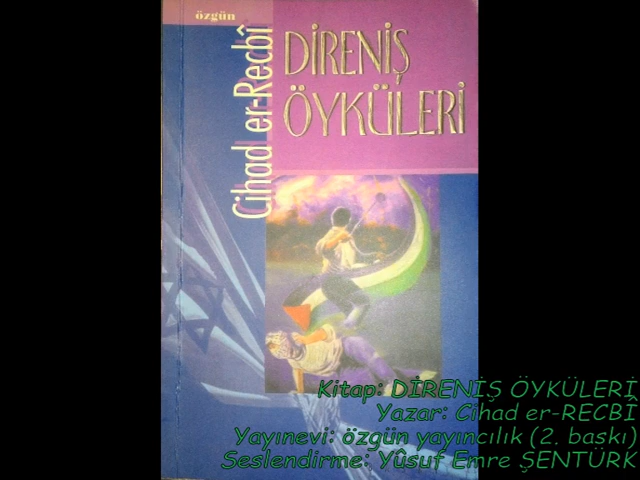 özgün
Cihad er-Recbî
DİRENİŞ
ÖYKÜLERİ
Kitap: DİRENİŞ ÖYKÜLERİ
Yazar: Cihad er-RECBÎ
Yayınevi: özgün yayıncılık (2. baskı)
Seslendirme: Yûsuf Emre ŞENTÜRK